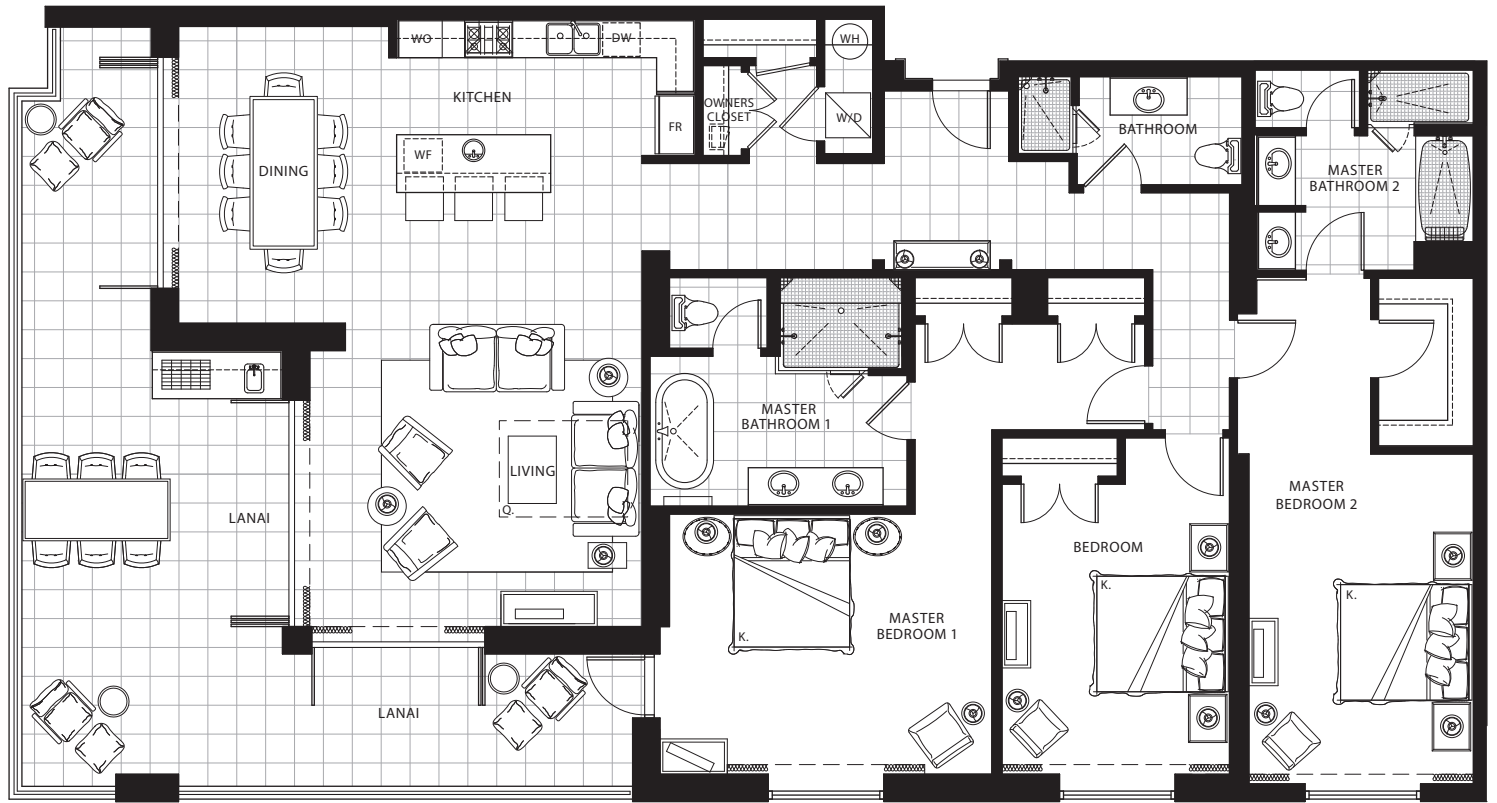 WO
DW
WH
KITCHEN
OWNERS
CLOSET
FR
W/D
BATHROOM
WF
DINING
MASTER
BATHROOM 2
MASTER
BATHROOM 1
LIVING
Q.
LANAI
MASTER
BEDROOM 2
BEDROOM
K.
K.
MASTER
BEDROOM 1
K.
LANAI